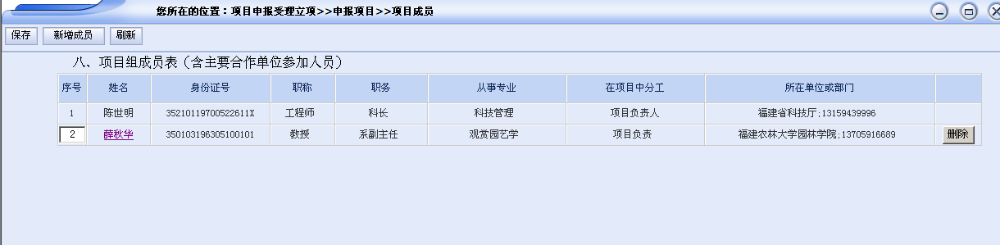 您所在的位置：项目申报受理立项>>申报项目>>项目成员
保存 新增成员 刷新
八、项目组成员表（含主要合作单位参加人员）
序号 姓名 身份证号 职称 职务 从事专业 在项目中分工 所在单位或部门
1 陈世明 35210119700522611X 工程师 科长 科技管理 项目负责人 福建省科技厅;13159439996
2 薛秋华 350103196305100101 教授 系副主任 观赏园艺学 项目负责 福建农林大学园林学院;13705916689 删除